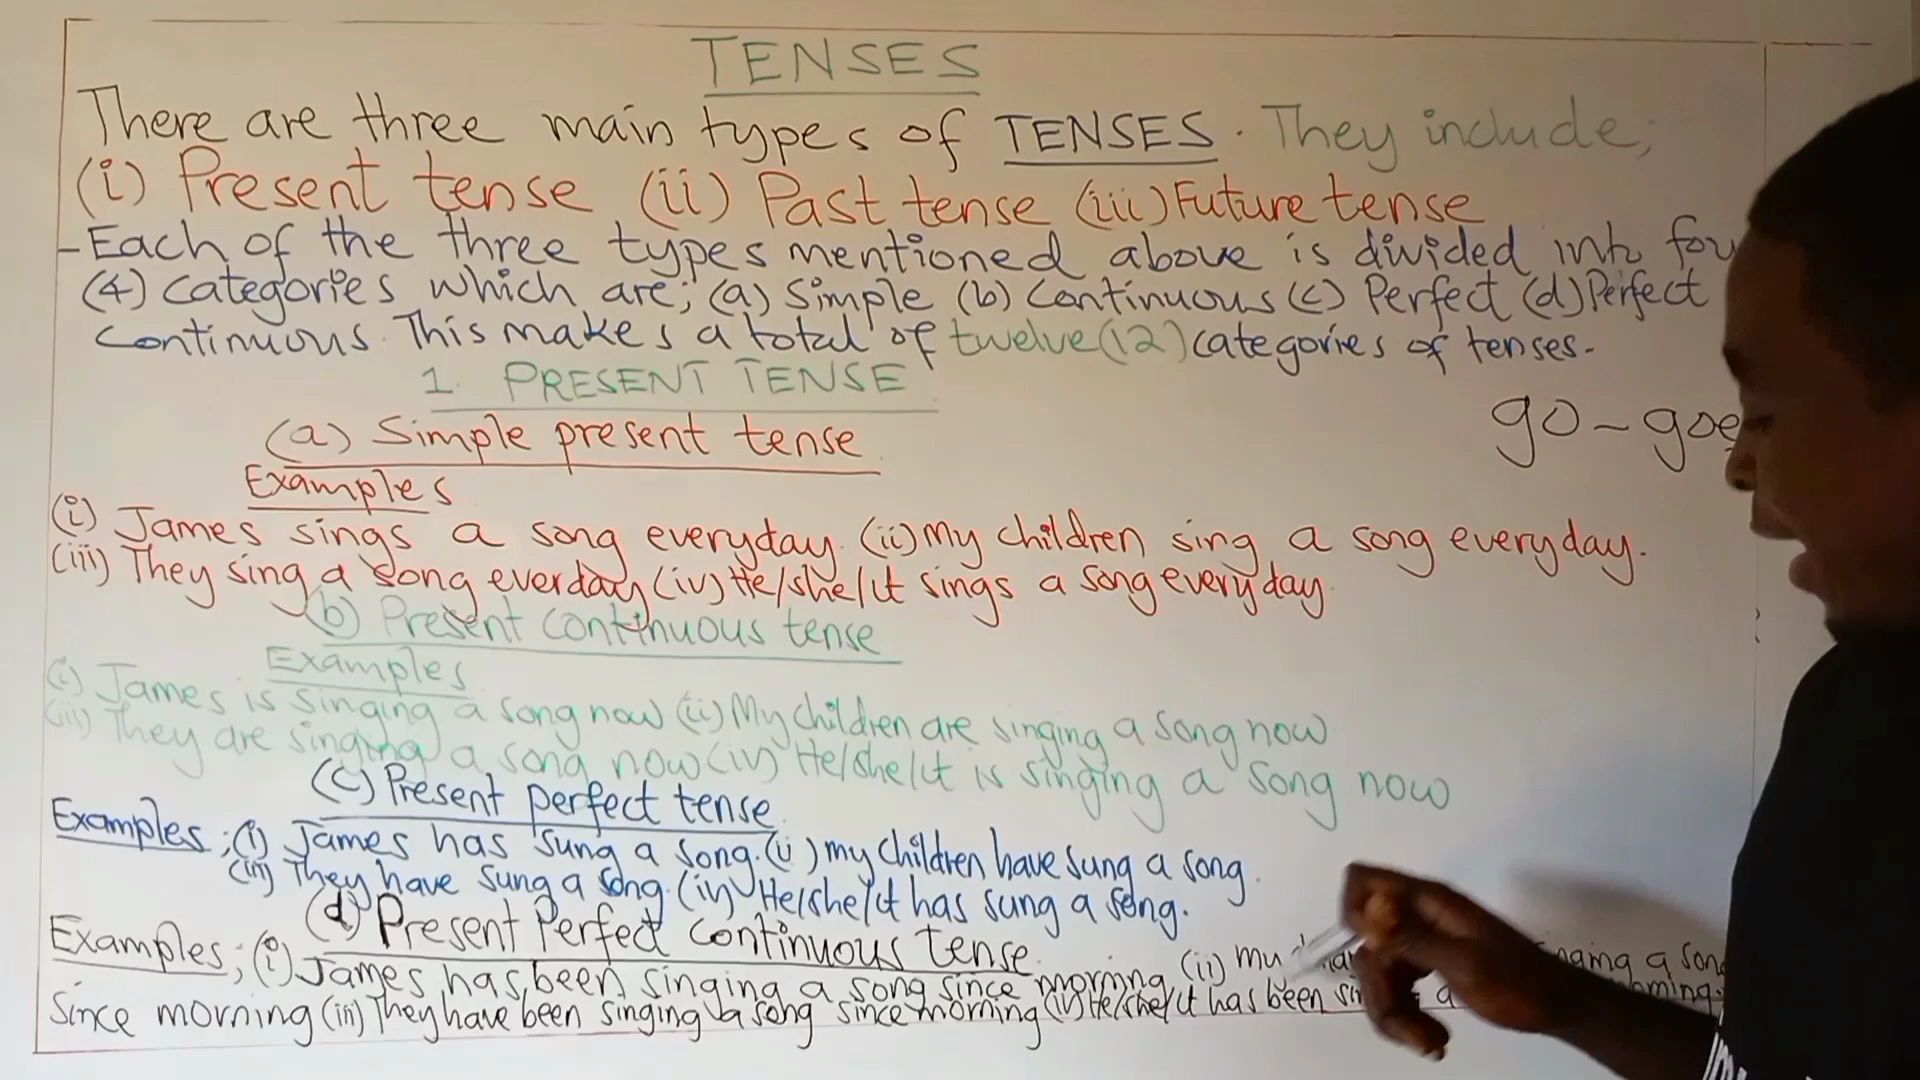 TENSES
There are three main types of TENSES. They include;
(i) Present tense (ii) Past tense (iii) Future tense
- Each of the three types mentioned above is divided into fou
(4) categories which are; (a) Simple (b) Continuous (c) Perfect (d) Perfect
continuous. This makes a total of twelve (12) categories of tenses.
1. PRESENT TENSE
go - goe
(a) Simple present tense
Examples
(i) James sings a song everyday. (ii) My children sing a song everyday.
(iii) They sing a song everday (iv) He/she/it sings a song everyday.
(b) Present continuous tense
Examples
(i) James is singing a song now (ii) My children are singing a song now
(iii) They are singing a song now (iv) He/she/it is singing a song now
(c) Present perfect tense
Examples; (i) James has sung a song. (ii) my children have sung a song.
(iii) They have sung a song. (iv) He/she/it has sung a song.
(d) Present Perfect continuous tense
Examples; (i) James has been singing a song since morning (ii) my a song
since morning (iii) They have been singing a song since morning (iv) He/she/it has been a